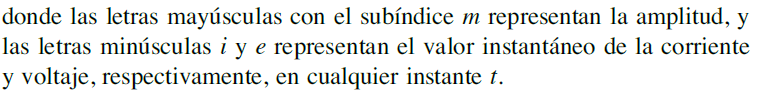 donde las letras mayúsculas con el subíndice m representan la amplitud, y
las letras minúsculas i y e representan el valor instantáneo de la corriente
y voltaje, respectivamente, en cualquier instante t.